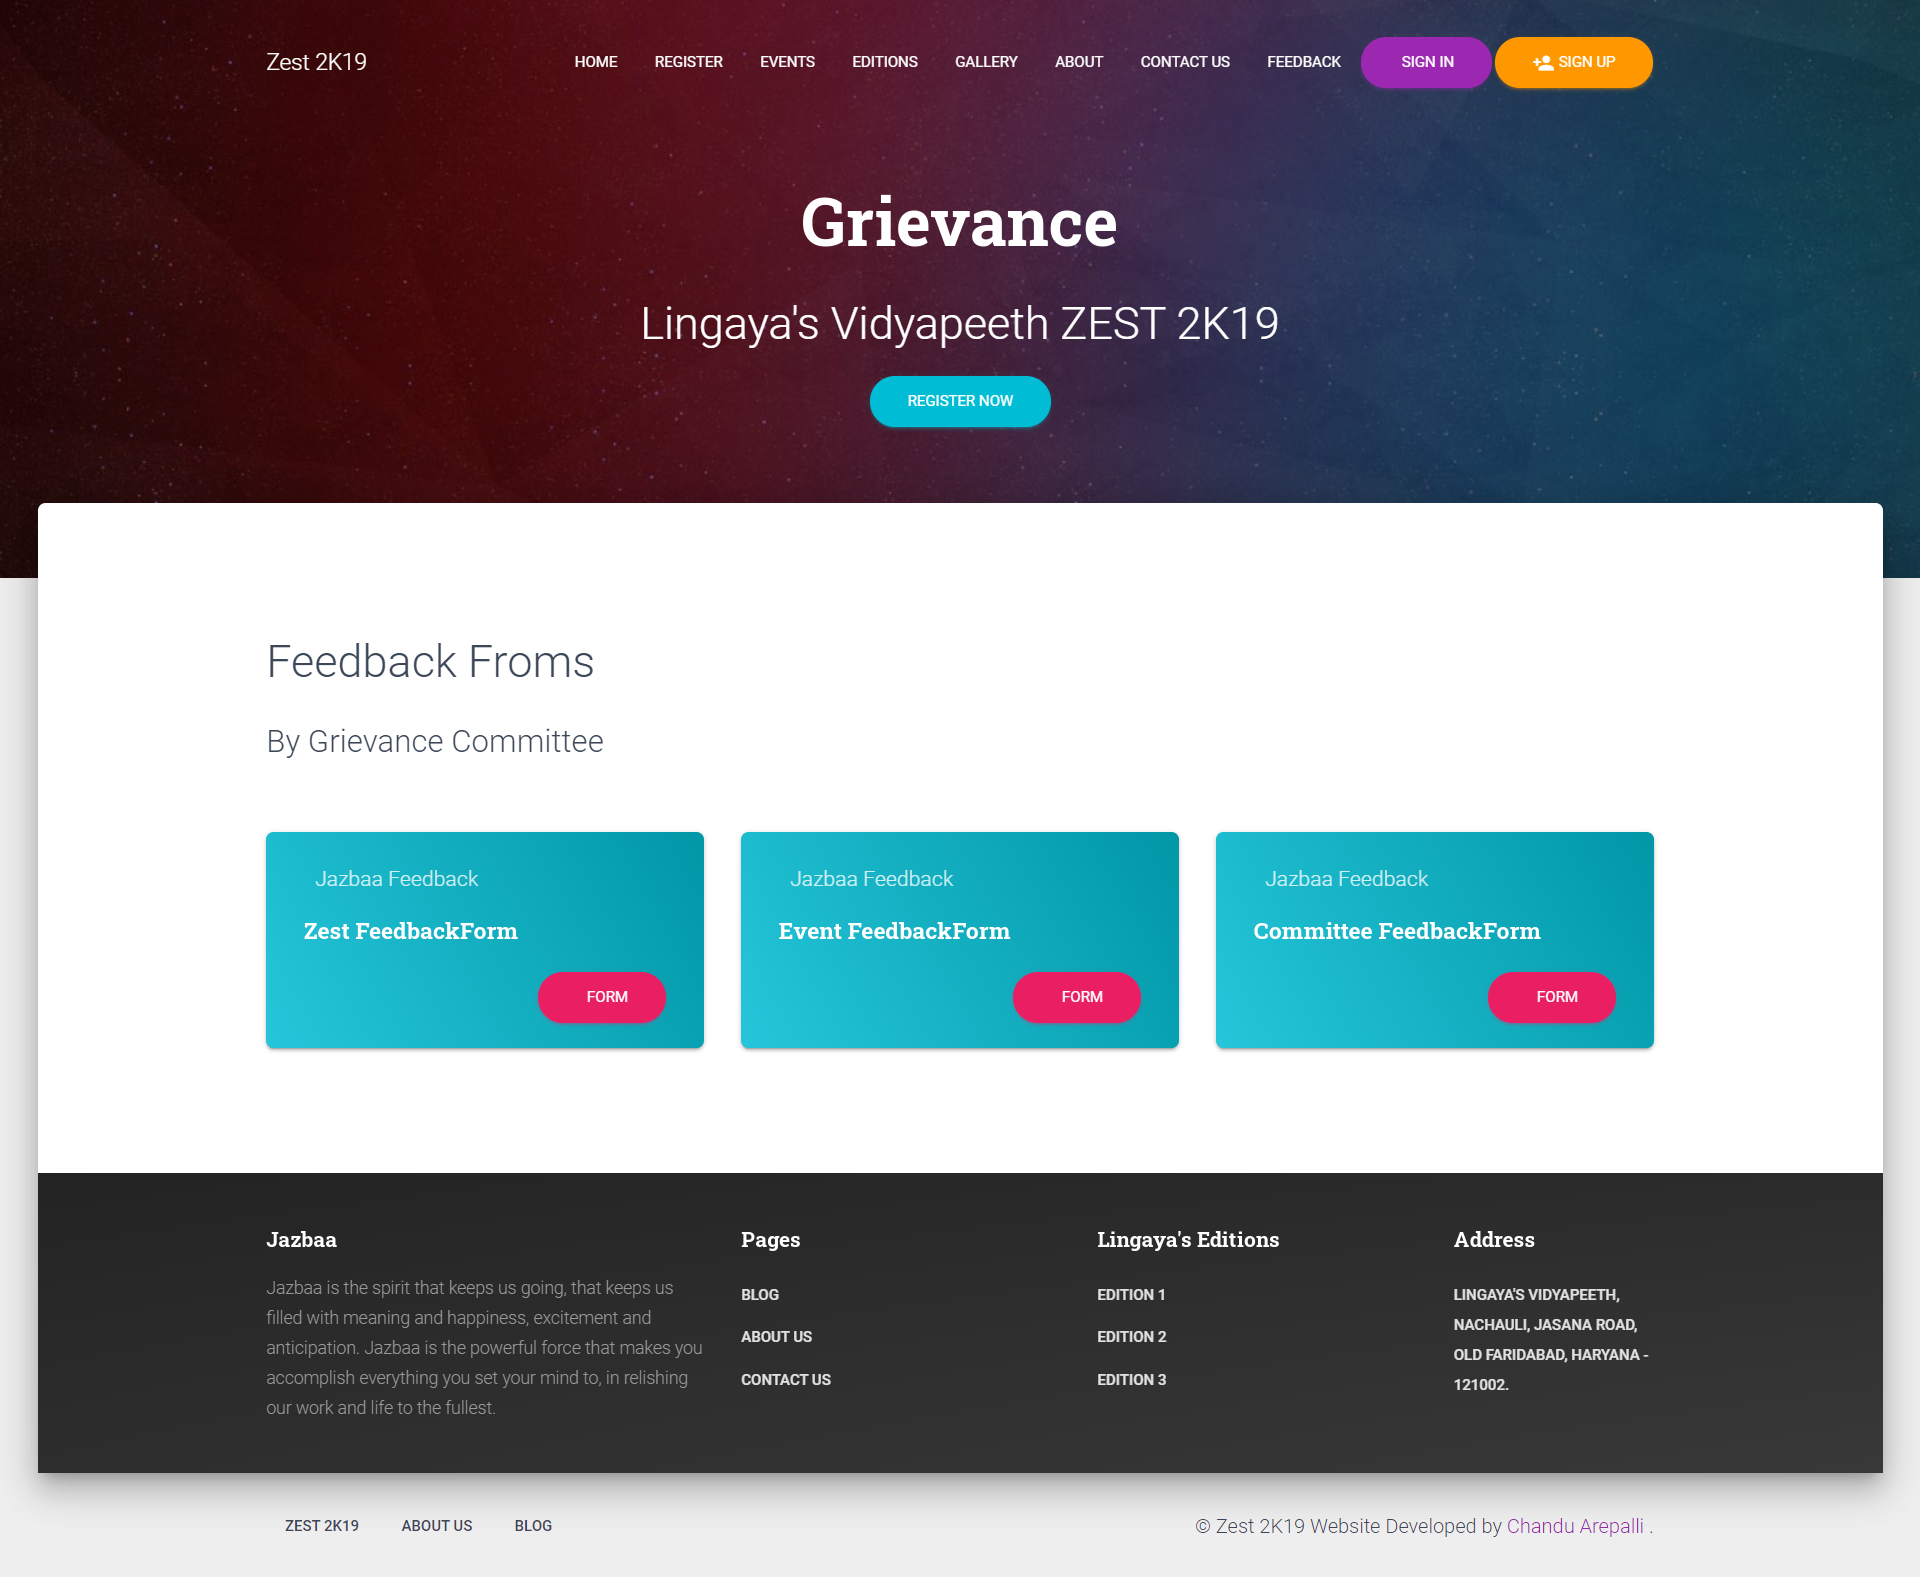 Zest 2K19
HOME REGISTER EVENTS EDITIONS GALLERY ABOUT CONTACT US FEEDBACK SIGN IN SIGN UP
Grievance
Lingaya's Vidyapeeth ZEST 2K19
REGISTER NOW
Feedback Froms
By Grievance Committee
Jazbaa Feedback
Zest FeedbackForm
FORM
Jazbaa Feedback
Event FeedbackForm
FORM
Jazbaa Feedback
Committee FeedbackForm
FORM
Jazbaa
Jazbaa is the spirit that keeps us going, that keeps us
filled with meaning and happiness, excitement and
anticipation. Jazbaa is the powerful force that makes you
accomplish everything you set your mind to, in relishing
our work and life to the fullest.
Pages
BLOG
ABOUT US
CONTACT US
Lingaya's Editions
EDITION 1
EDITION 2
EDITION 3
Address
LINGAYA'S VIDYAPEETH,
NACHAULI, JASANA ROAD,
OLD FARIDABAD, HARYANA -
121002.
ZEST 2K19 ABOUT US BLOG
© Zest 2K19 Website Developed by Chandu Arepalli .